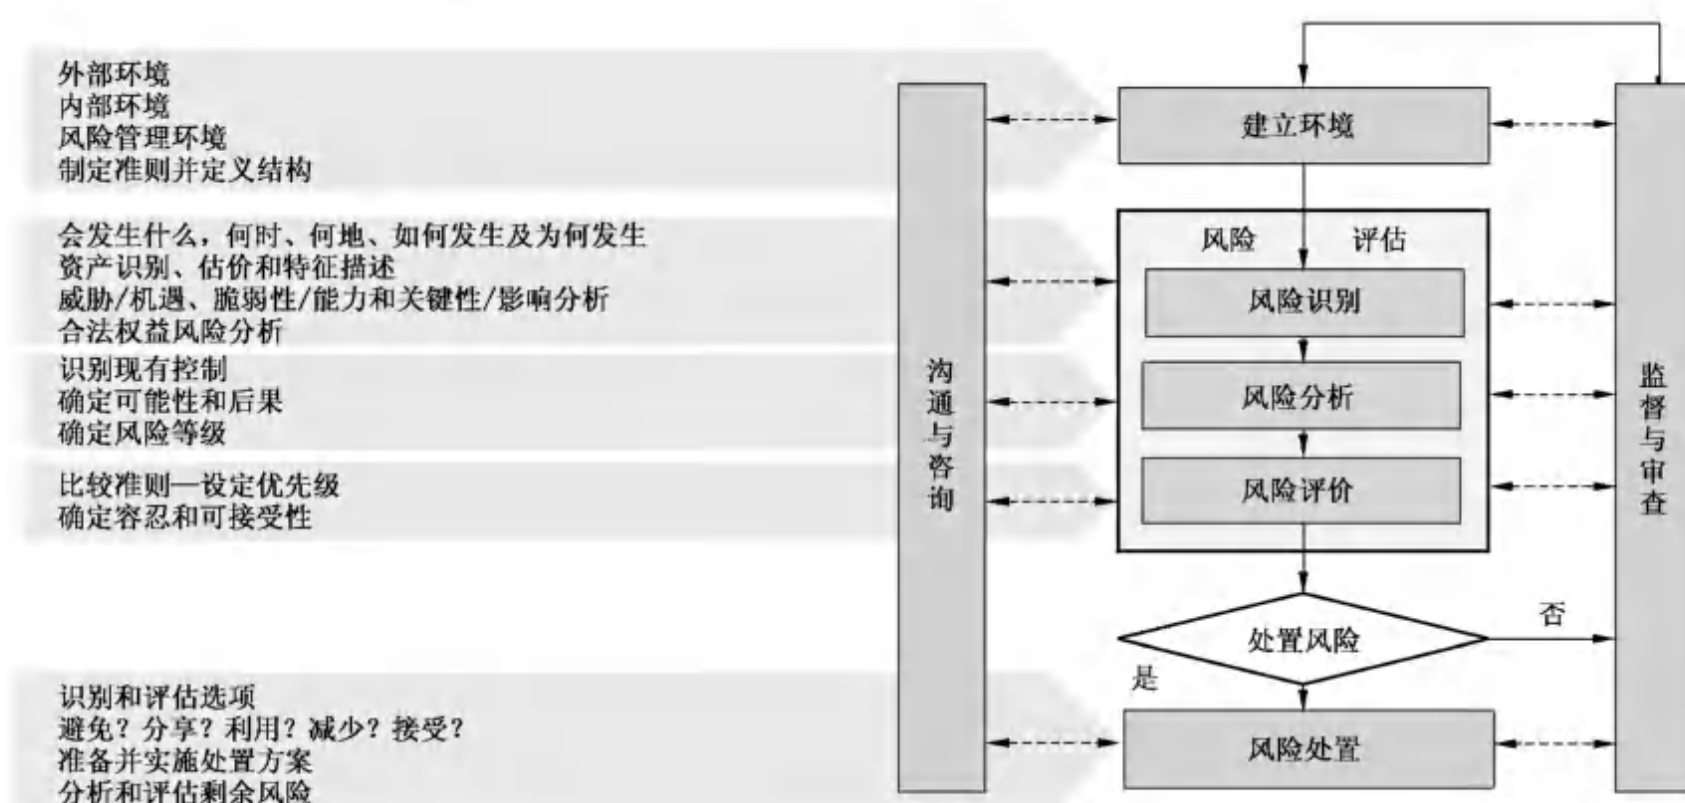 外部环境
内部环境
风险管理环境
制定准则并定义结构
会发生什么，何时、何地、如何发生及为何发生
资产识别、估价和特征描述
威胁/机遇、脆弱性/能力和关键性/影响分析
合法权益风险分析
识别现有控制
确定可能性和后果
确定风险等级
比较准则—设定优先级
确定容忍和可接受性
识别和评估选项
避免？分享？利用？减少？接受？
准备并实施处置方案
分析和评估剩余风险
沟通与咨询
建立环境
风险 评估
风险识别
风险分析
风险评价
处置风险
否
是
风险处置
监督与审查